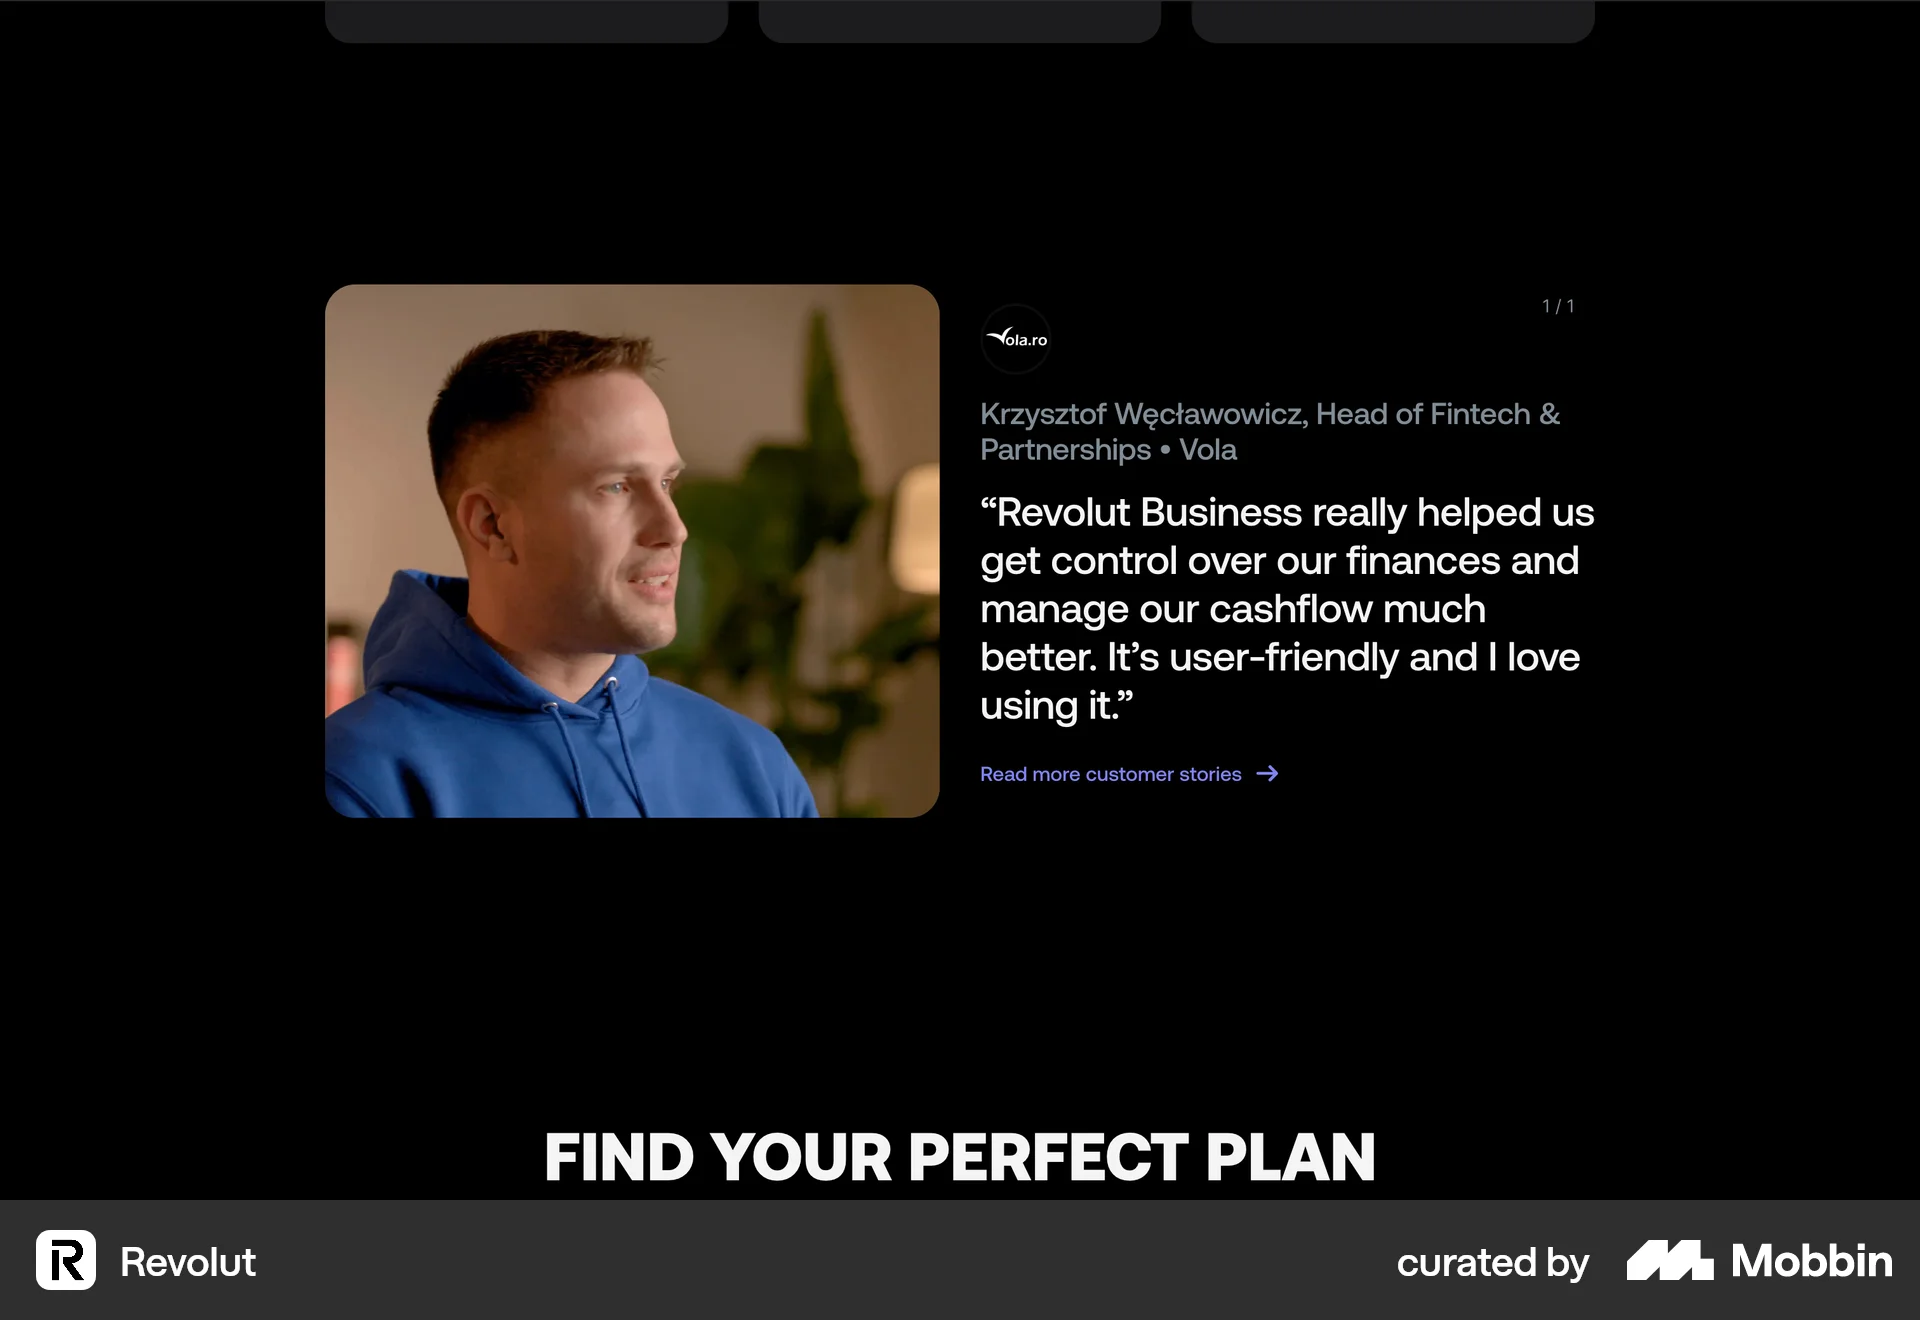 Vola.ro
1 / 1
Krzysztof Węcławowicz, Head of Fintech &
Partnerships • Vola
“Revolut Business really helped us
get control over our finances and
manage our cashflow much
better. It’s user-friendly and I love
using it.”
Read more customer stories →
FIND YOUR PERFECT PLAN
R Revolut
curated by Mobbin